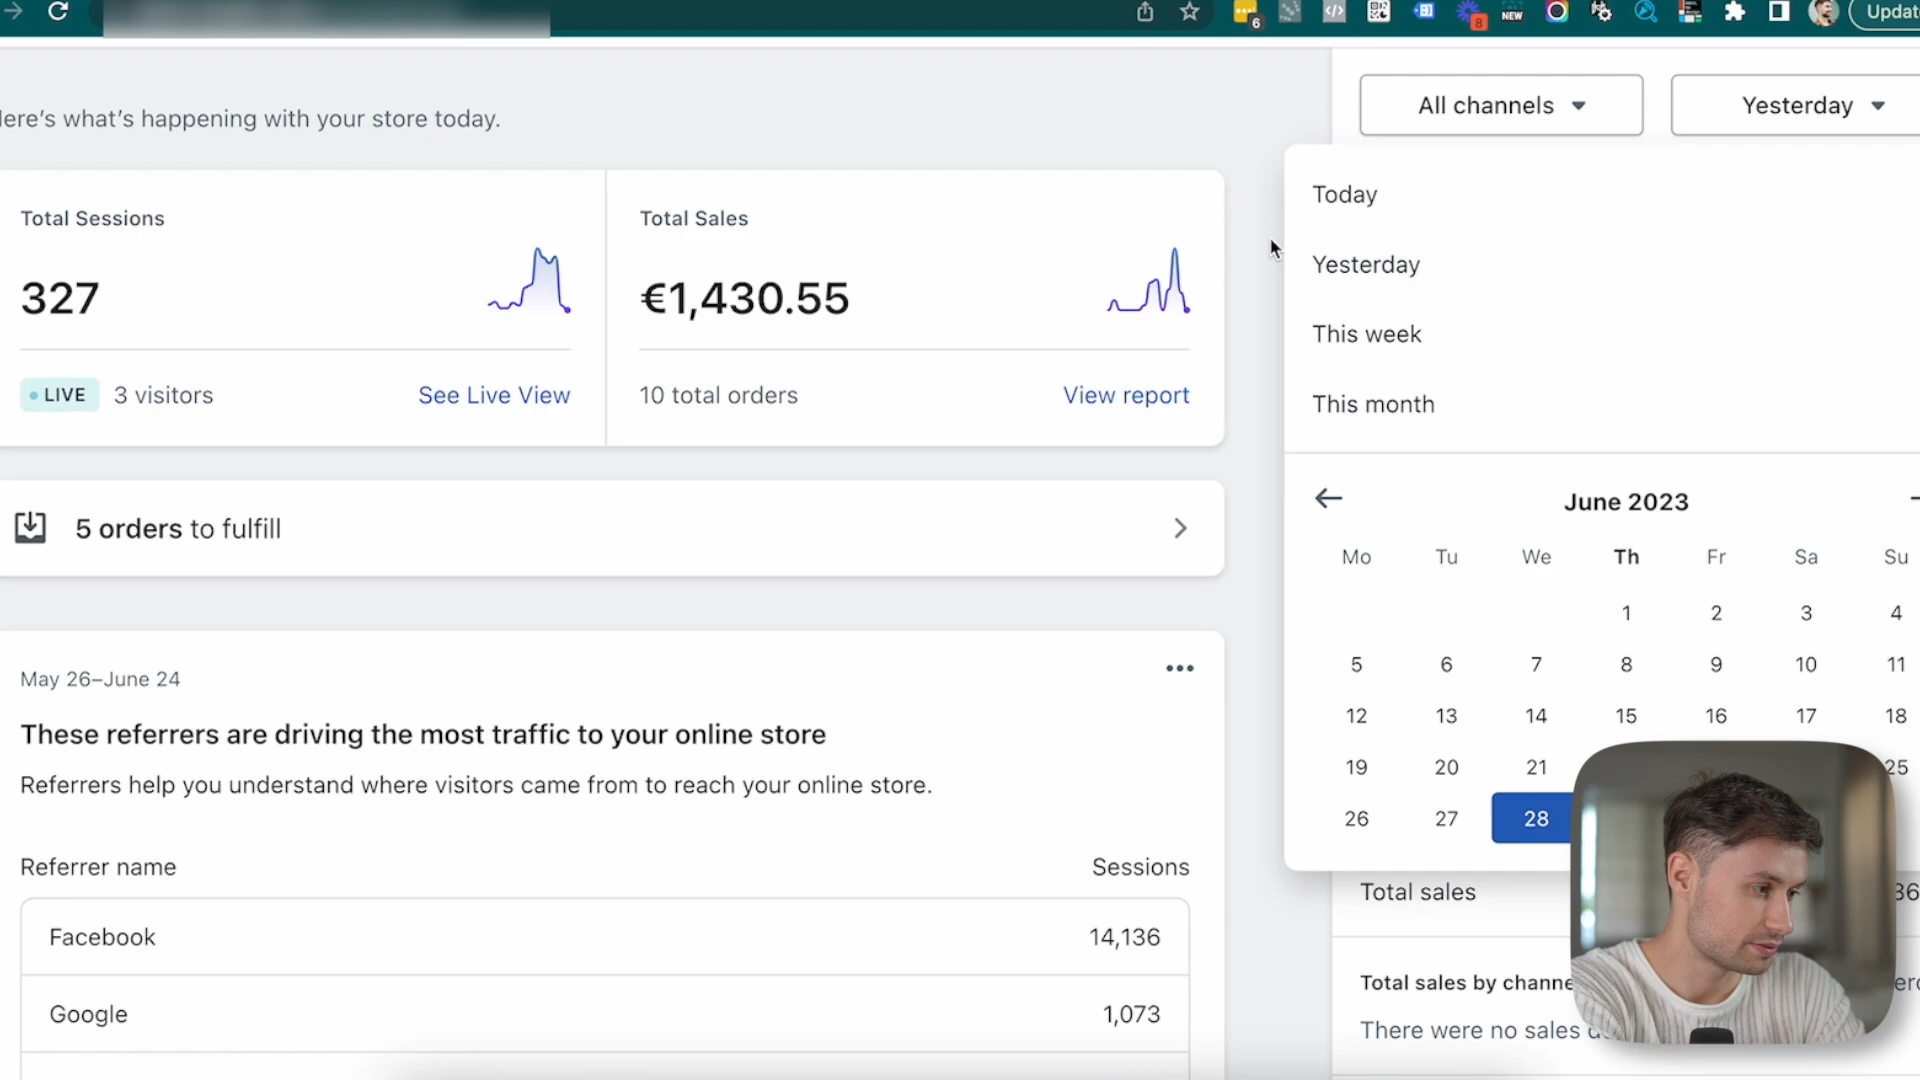 6
8
NEW
Here's what's happening with your store today.
All channels
Yesterday
Total Sessions
327
LIVE
3 visitors
See Live View
Total Sales
€1,430.55
10 total orders
View report
5 orders to fulfill
May 26–June 24
These referrers are driving the most traffic to your online store
Referrers help you understand where visitors came from to reach your online store.
Referrer name Sessions
Facebook 14,136
Google 1,073
Today
Yesterday
This week
This month
June 2023
Mo Tu We Th Fr Sa Su
1 2 3 4
5 6 7 8 9 10 11
12 13 14 15 16 17 18
19 20 21 25
26 27 28
Total sales
Total sales by
There were no sales